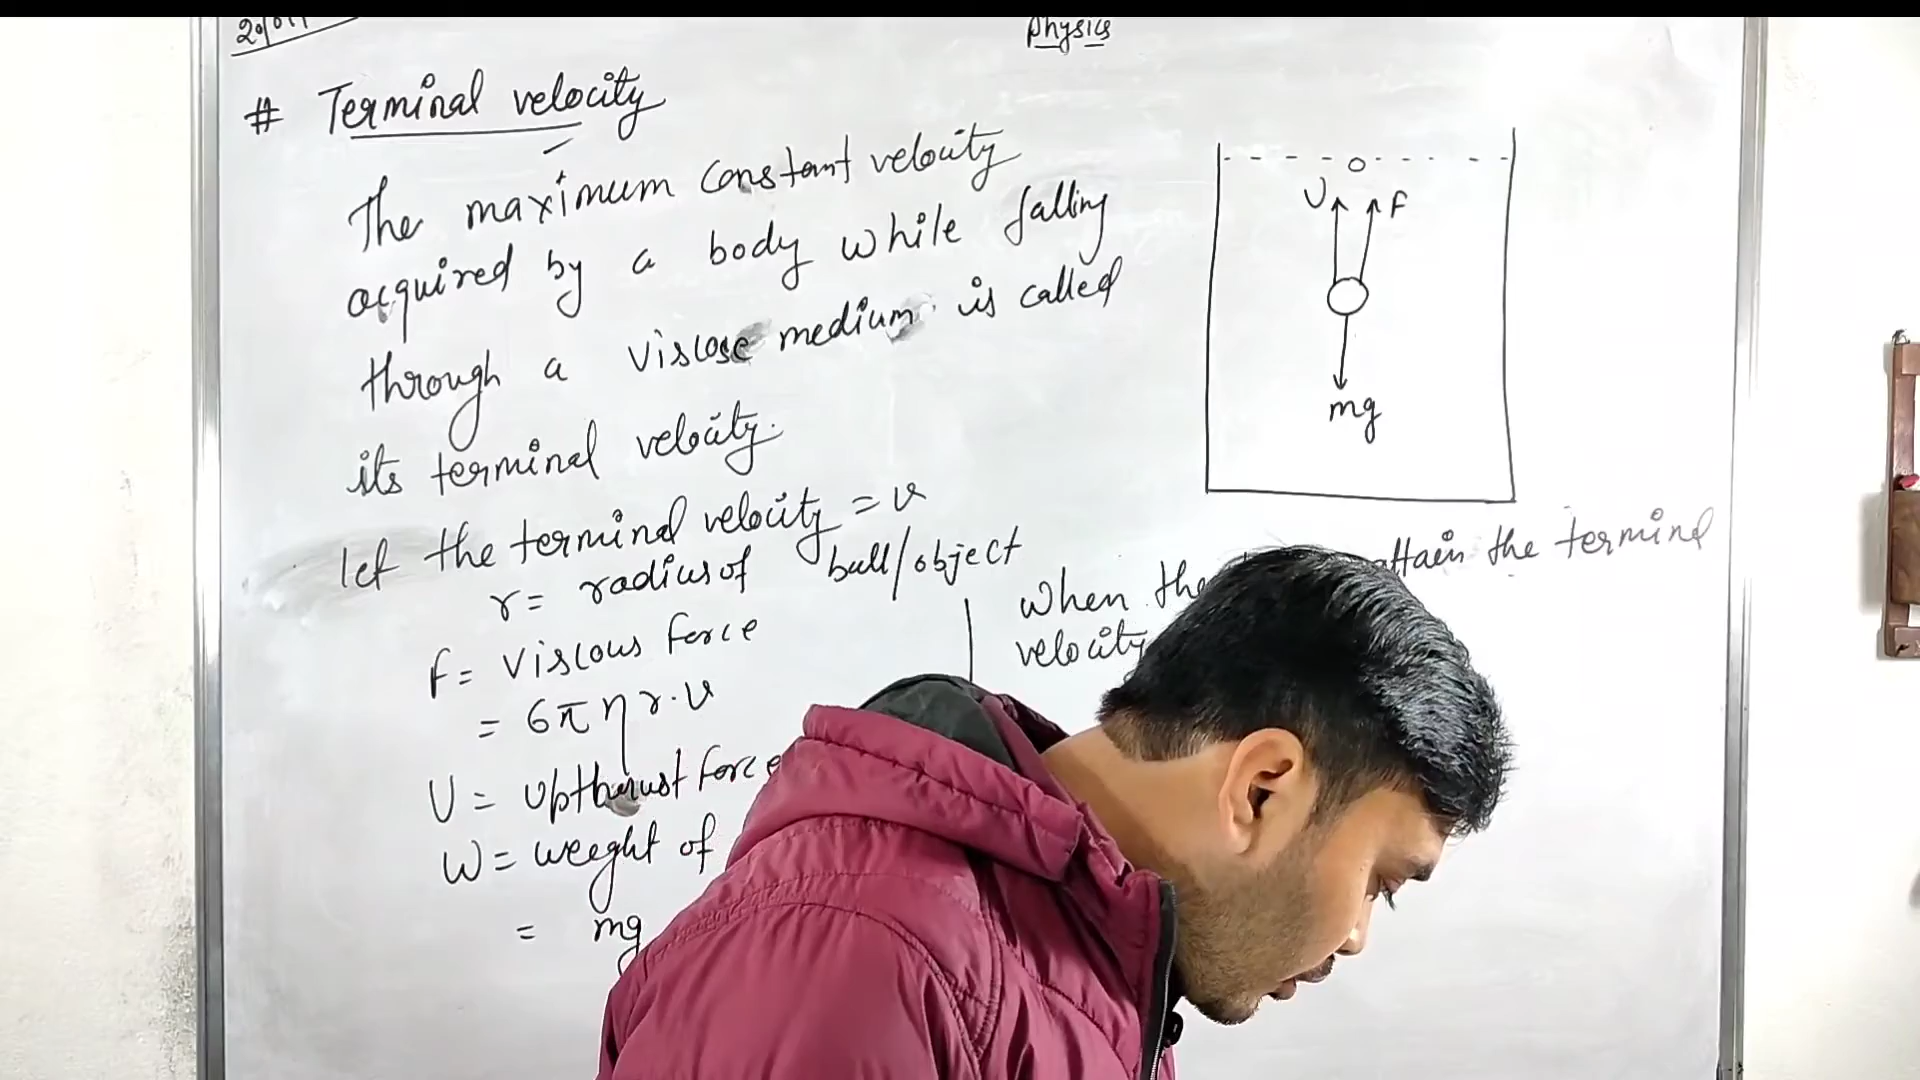 Physics
# Terminal velocity
The maximum constant velocity
acquired by a body while falling
through a viscose medium is called
its terminal velocity.
let the terminal velocity = v
r = radius of ball/object
F = Viscous force
= 6πηr.v
U = Upthrust force
W = weeght of
= mg
U F
mg
When the attain the terminal
velocity